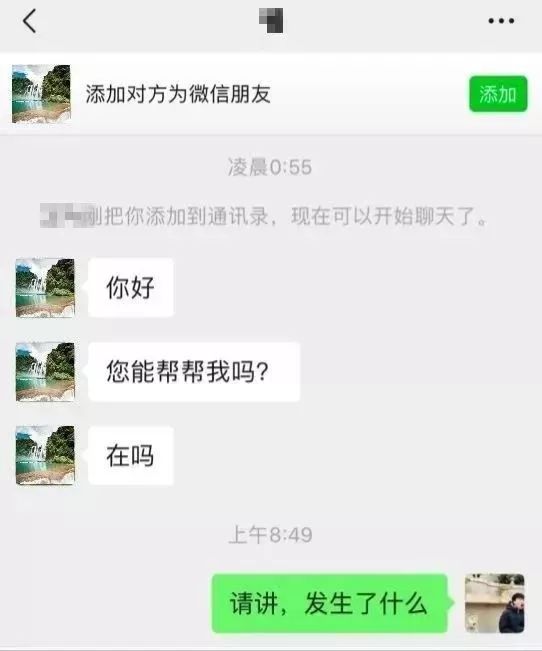 添加对方为微信朋友
添加
凌晨0:55
刚把你添加到通讯录，现在可以开始聊天了。
你好
您能帮帮我吗？
在吗
上午8:49
请讲，发生了什么